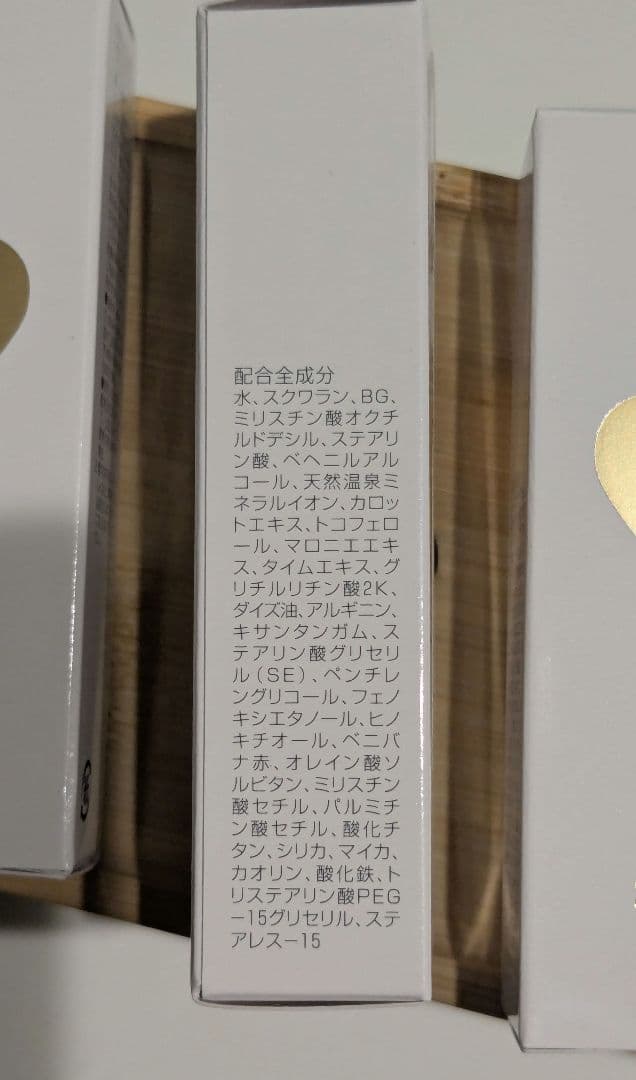 配合全成分
水、スクワラン、BG、
ミリスチン酸オクチ
ルドデシル、ステアリ
ン酸、ベヘニルアル
コール、天然温泉ミ
ネラルイオン、カロッ
トエキス、トコフェロ
ール、マロニエエキ
ス、タイムエキス、グ
リチルリチン酸2K、
ダイズ油、アルギニン、
キサンタンガム、ス
テアリン酸グリセリ
ル(SE)、ペンチレ
ングリコール、フェノ
キシエタノール、ヒノ
キチオール、ベニバ
ナ赤、オレイン酸ソ
ルビタン、ミリスチン
酸セチル、パルミチ
ン酸セチル、酸化チ
タン、シリカ、マイカ、
カオリン、酸化鉄、ト
リステアリン酸PEG
-15グリセリル、ステ
アレス-15